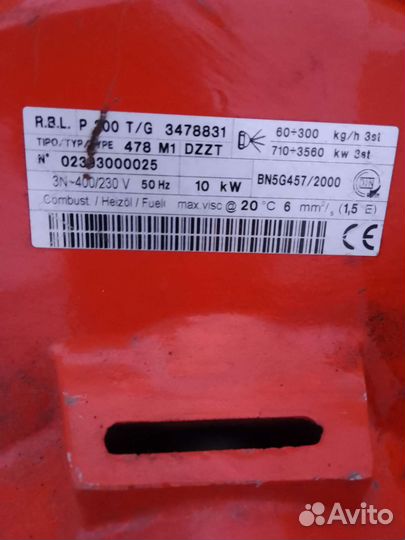 R.B.L. P 300 T/G 3478831
60÷300 kg/h 3st
TIPO/TYP/TYPE 478 M1 DZZT
710÷3560 kw 3st
N° 02393000025
3N~400/230 V 50 Hz 10 kW BN5G457/2000
Combust. / Heizöl / Fuel: max.visc @ 20 °C 6 mm²/s (1,5 °E)
CE
Avito